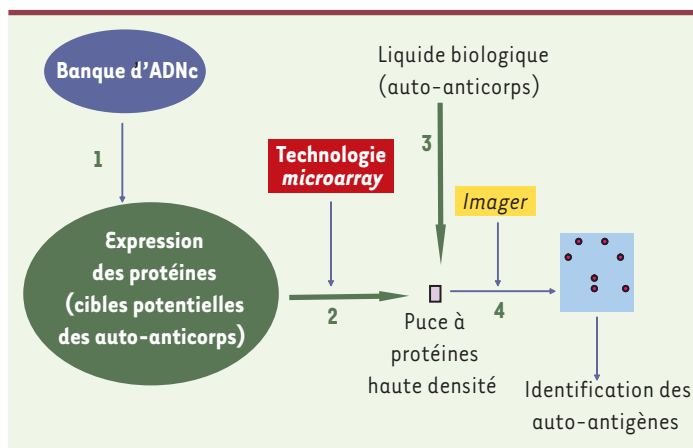 Banque d'ADNc
Liquide biologique
(auto-anticorps)
1
3
Technologie
microarray
Imager
Expression
des protéines
(cibles potentielles
des auto-anticorps)
2
4
Puce à
protéines
haute densité
Identification des
auto-antigènes